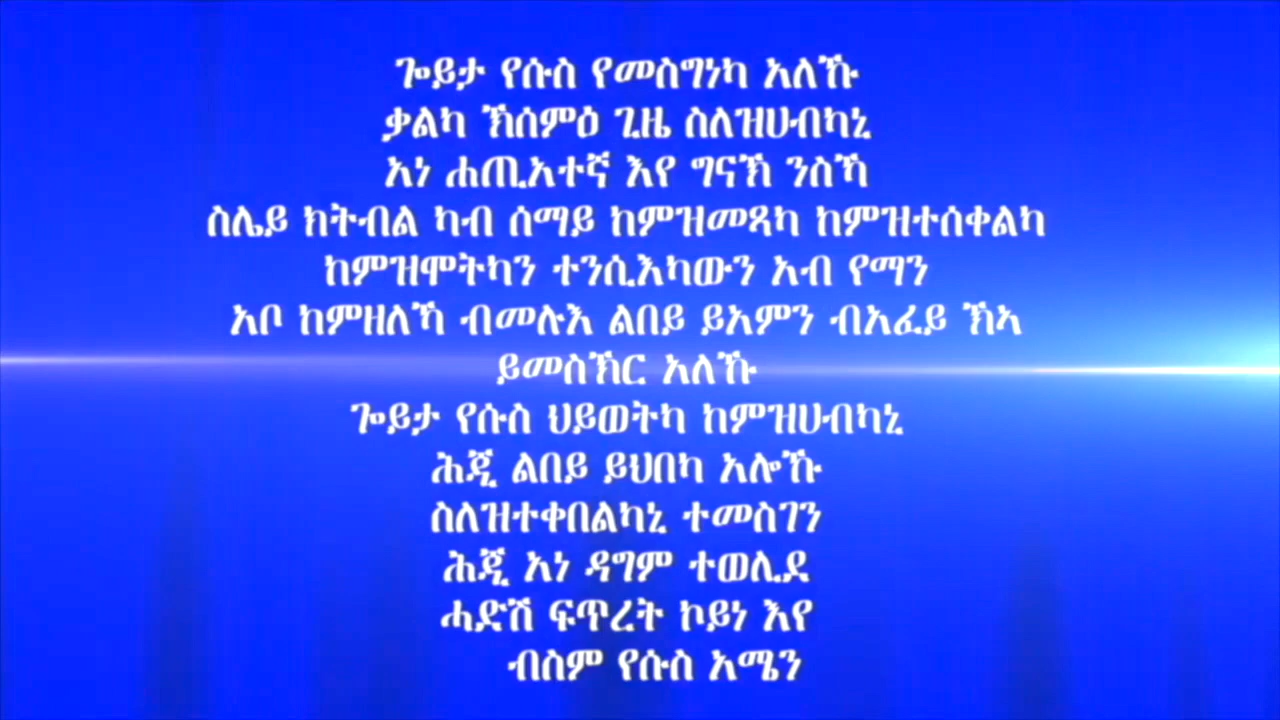 ጐይታ የሱስ የመስግነካ አለኹ
ቃልካ ኽሰምዕ ጊዜ ስለዝሀብካኒ
አነ ሐጢአተኛ እየ ግናኽ ንስኻ
ስሌይ ክትብል ካብ ሰማይ ከምዝመጻካ ከምዝተሰቀልካ
ከምዝሞትካን ተንሲእካውን አብ የማን
አቦ ከምዘለኻ ብመሉእ ልበይ ይአምን ብአፈይ ኽኣ
ይመስኽር አለኹ
ጐይታ የሱስ ህይወትካ ከምዝሀብካኒ
ሕጂ ልበይ ይህበካ አሎኹ
ስለዝተቀበልካኒ ተመስገን
ሕጂ አነ ዳግም ተወሊደ
ሓድሽ ፍጥረት ኮይነ እየ
ብስም የሱስ አሜን